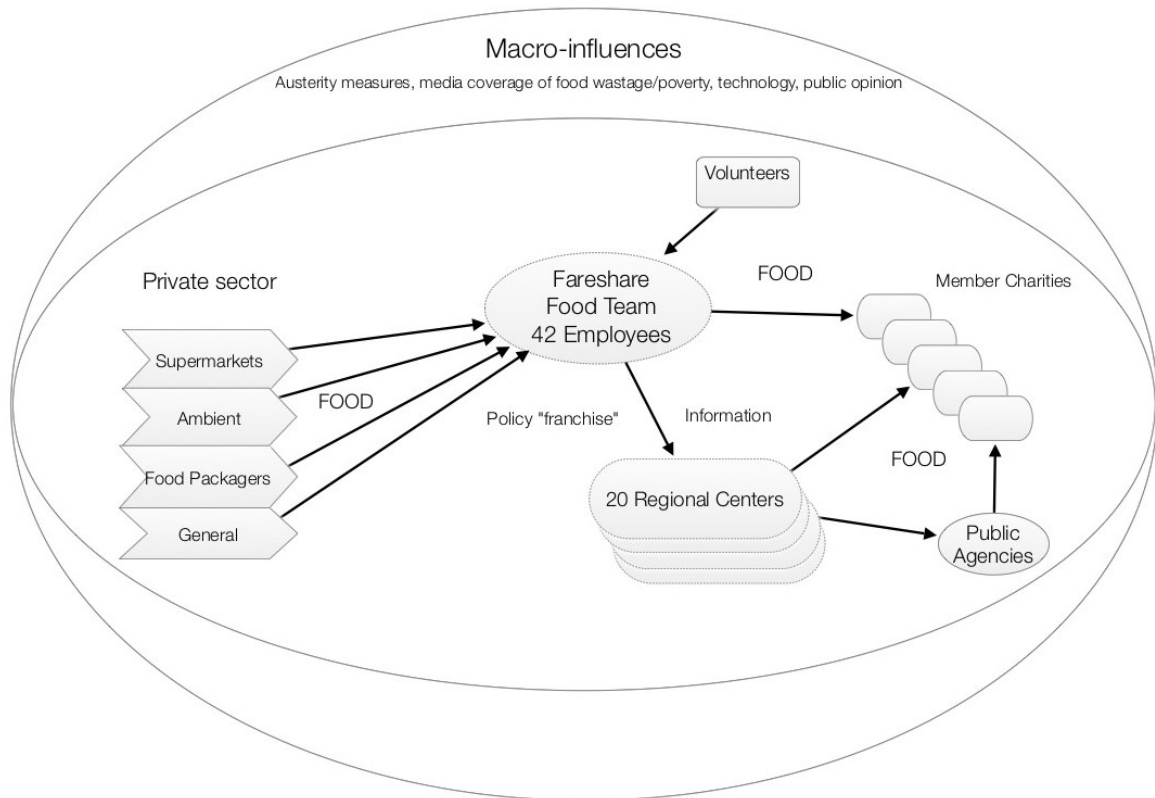 Macro-influences
Austerity measures, media coverage of food wastage/poverty, technology, public opinion
Volunteers
Private sector
Fareshare
Food Team
42 Employees
FOOD
Member Charities
Supermarkets
Ambient
Food Packagers
General
FOOD
Policy "franchise"
Information
FOOD
20 Regional Centers
Public
Agencies